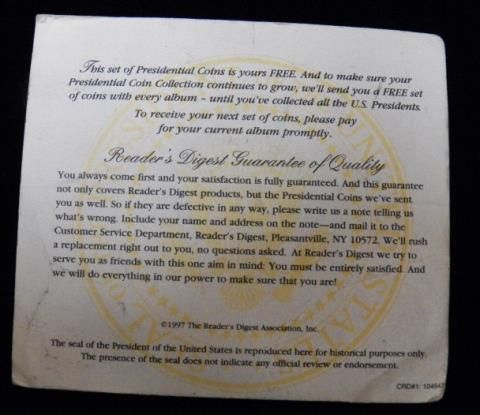 This set of Presidential Coins is yours FREE. And to make sure your
Presidential Coin Collection continues to grow, we'll send you a FREE set
of coins with every album – until you've collected all the U.S. Presidents.
To receive your next set of coins, please pay
for your current album promptly.
Reader's Digest Guarantee of Quality
You always come first and your satisfaction is fully guaranteed. And this guarantee
not only covers Reader's Digest products, but the Presidential Coins we've sent
you as well. So if they are defective in any way, please write us a note telling us
what's wrong. Include your name and address on the note—and mail it to the
Customer Service Department, Reader's Digest, Pleasantville, NY 10572. We'll rush
a replacement right out to you, no questions asked. At Reader's Digest we try to
serve you as friends with this one aim in mind: You must be entirely satisfied. And
we will do everything in our power to make sure that you are!
©1997 The Reader's Digest Association, Inc.
The seal of the President of the United States is reproduced here for historical purposes only.
The presence of the seal does not indicate any official review or endorsement.
CRD#1: